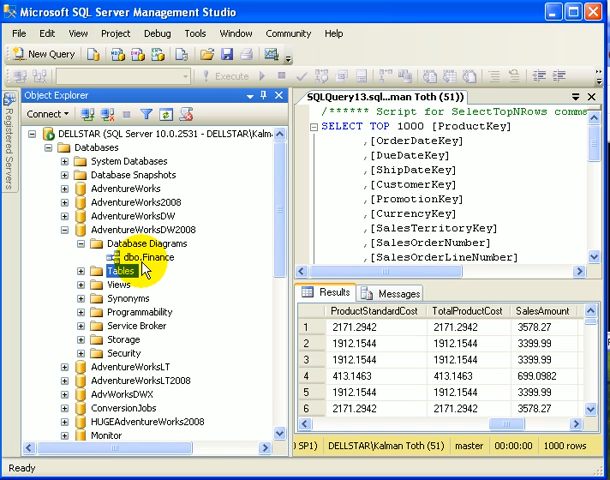 Microsoft SQL Server Management Studio
File Edit View Project Debug Tools Window Community Help
New Query
Execute
Registered Servers
Object Explorer
Connect
DELLSTAR (SQL Server 10.0.2531 - DELLSTAR\Kalman
Databases
System Databases
Database Snapshots
AdventureWorks
AdventureWorks2008
AdventureWorksDW
AdventureWorksDW2008
Database Diagrams
dbo.Finance
Tables
Views
Synonyms
Programmability
Service Broker
Storage
Security
AdventureWorksLT
AdventureWorksLT2008
AdvWorksDWX
ConversionJobs
HUGEAdventureWorks2008
Monitor
SQLQuery13.sql...man Toth (51))
/****** Script for SelectTopNRows comme
SELECT TOP 1000 [ProductKey]
,[OrderDateKey]
,[DueDateKey]
,[ShipDateKey]
,[CustomerKey]
,[PromotionKey]
,[CurrencyKey]
,[SalesTerritoryKey]
,[SalesOrderNumber]
,[SalesOrderLineNumber]
Results Messages
ProductStandardCost TotalProductCost SalesAmount
1 2171.2942 2171.2942 3578.27
2 1912.1544 1912.1544 3399.99
3 1912.1544 1912.1544 3399.99
4 413.1463 413.1463 699.0982
5 1912.1544 1912.1544 3399.99
6 2171.2942 2171.2942 3578.27
SP1) DELLSTAR\Kalman Toth (51) master 00:00:00 1000 rows
Ready